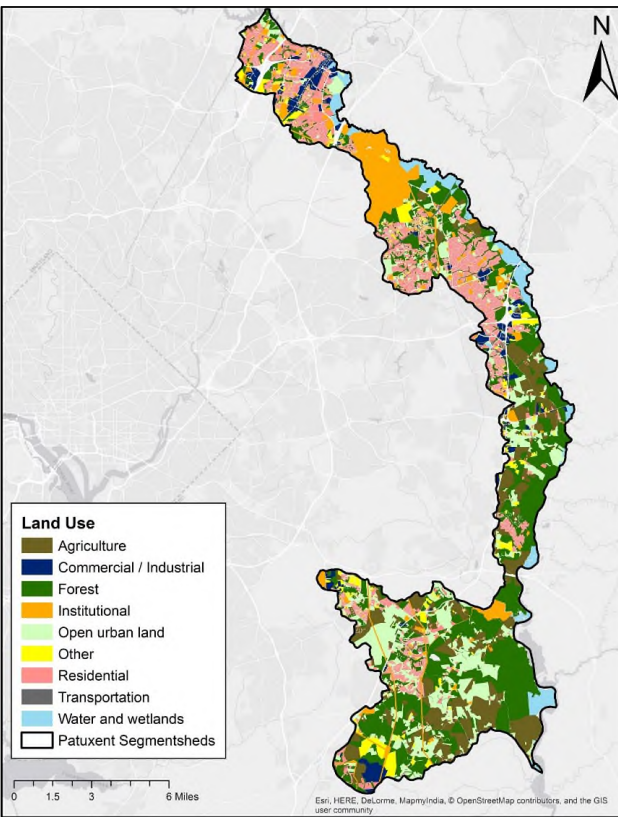 N
Land Use
Agriculture
Commercial / Industrial
Forest
Institutional
Open urban land
Other
Residential
Transportation
Water and wetlands
Patuxent Segmentsheds
0 1.5 3 6 Miles
Esri, HERE, DeLorme, MapmyIndia, © OpenStreetMap contributors, and the GIS
user community